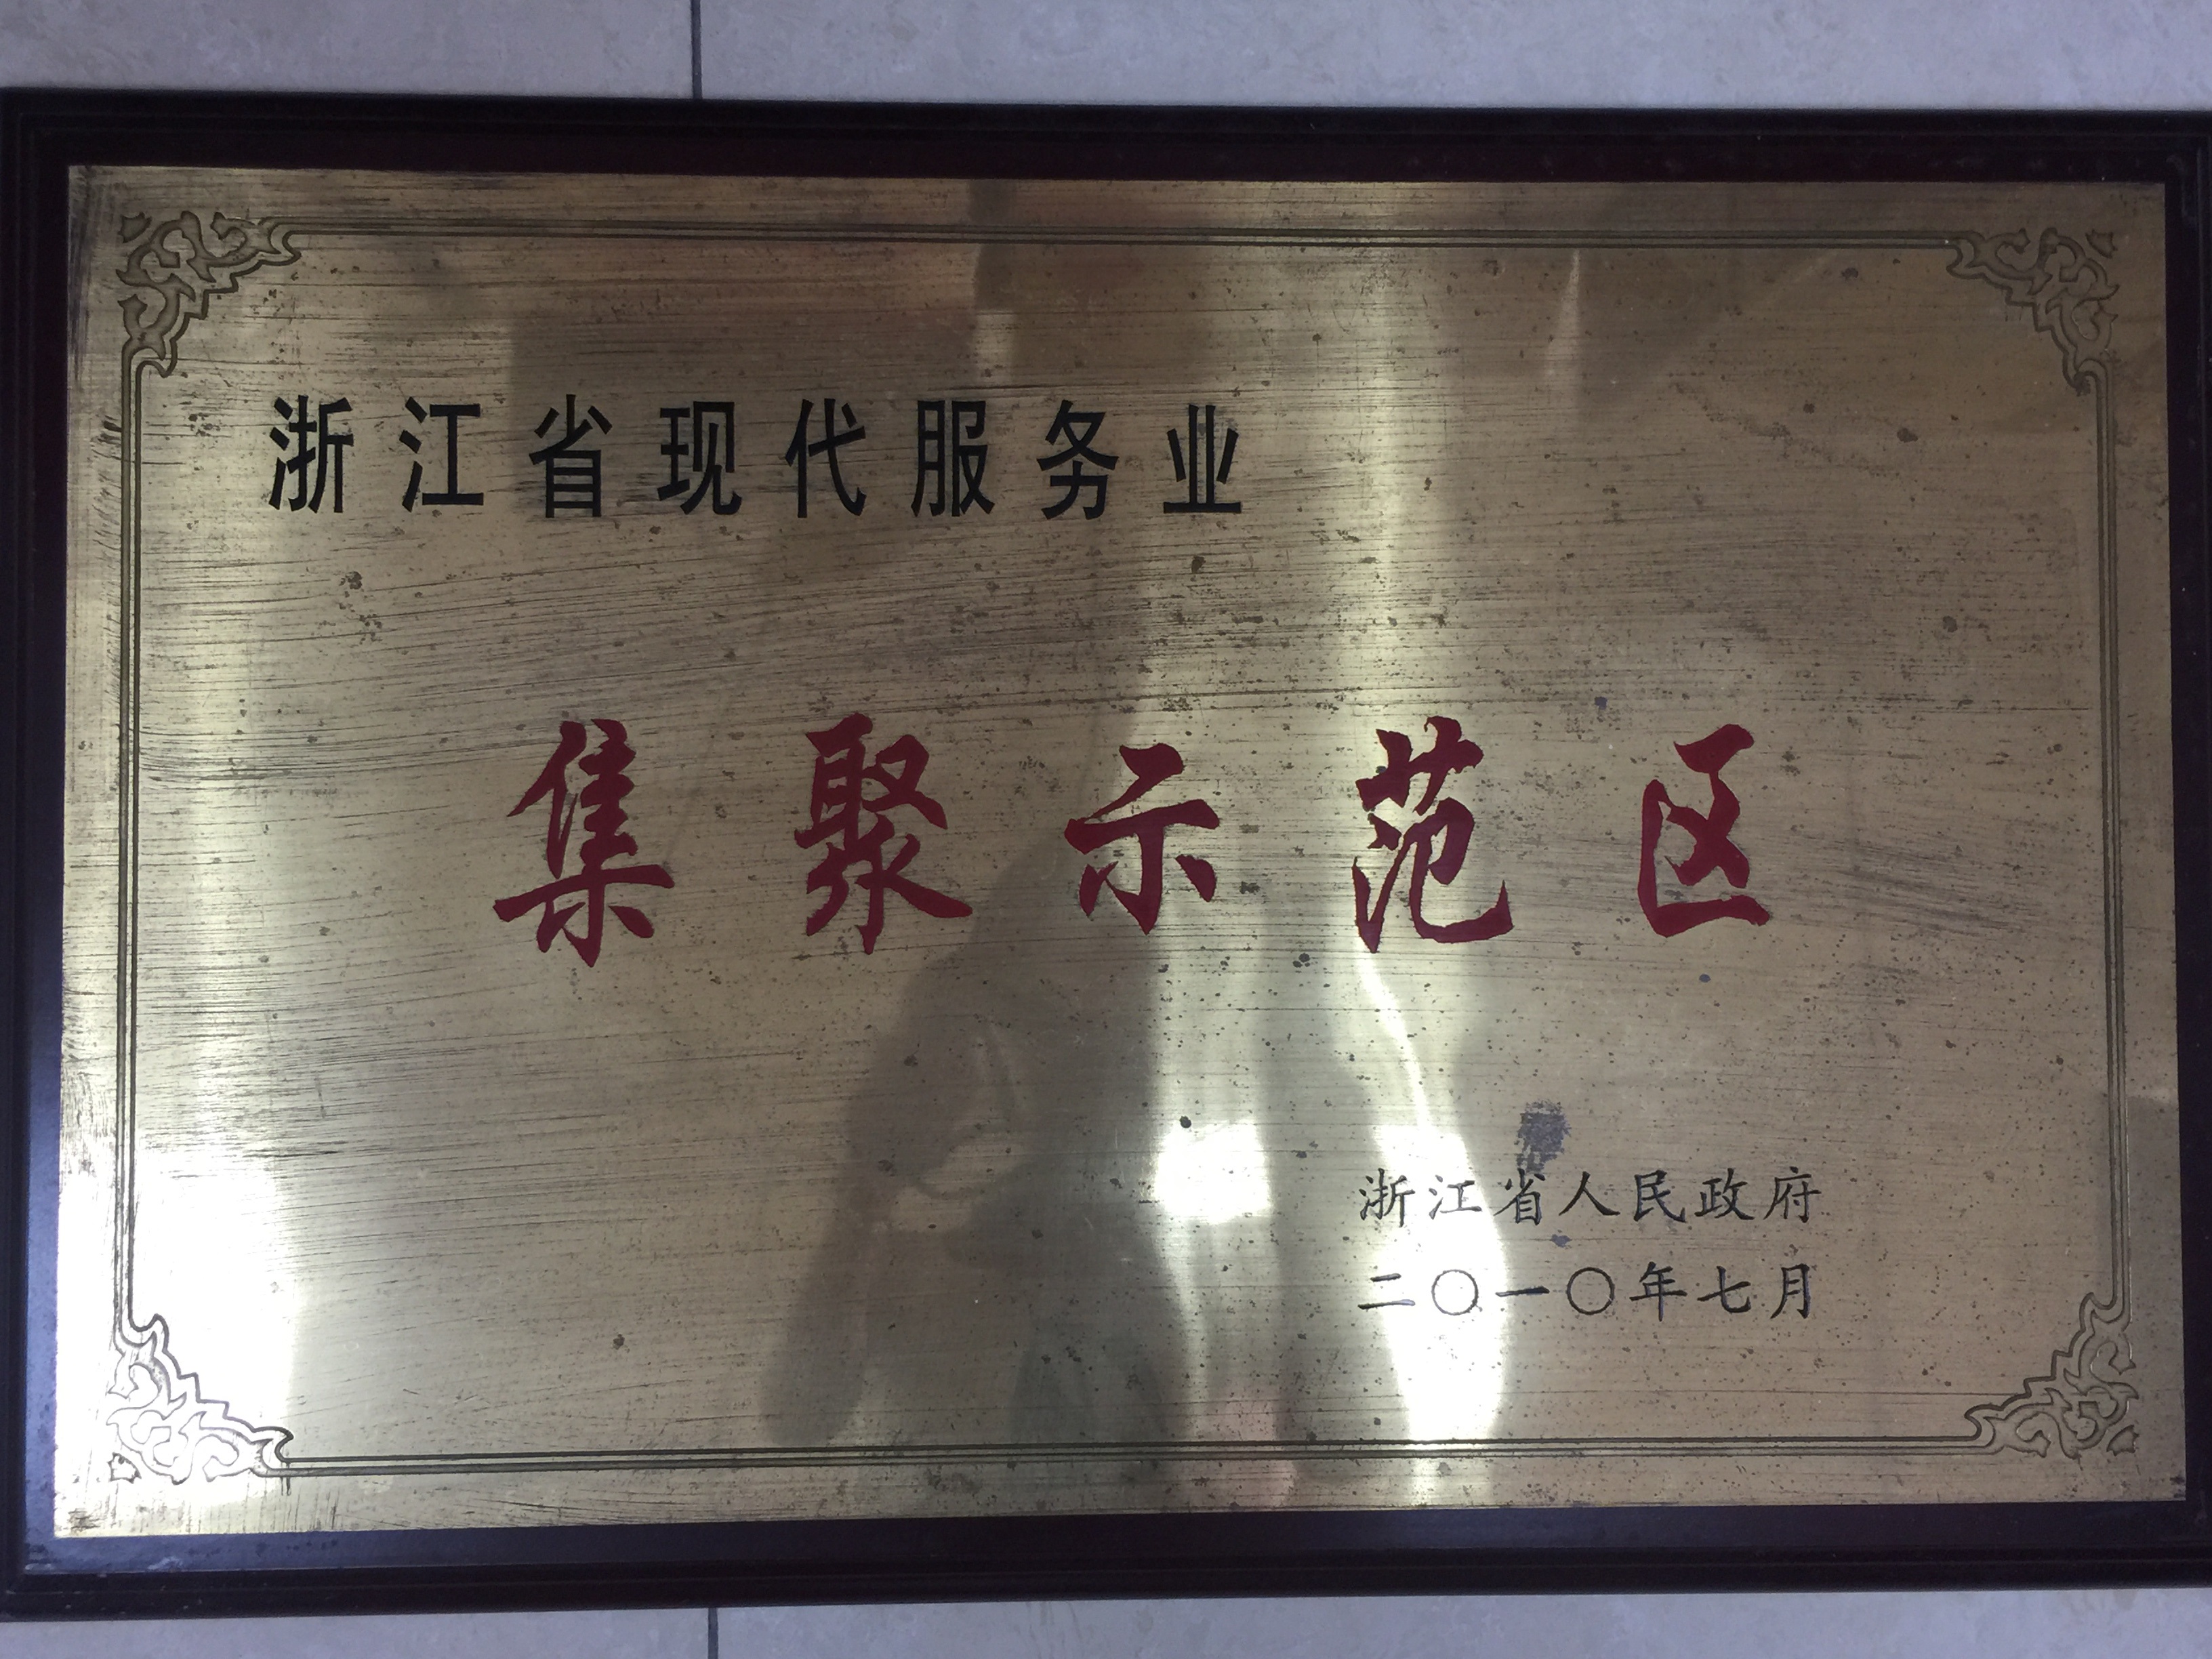 浙江省现代服务业
集聚示范区
浙江省人民政府
二〇一〇年七月